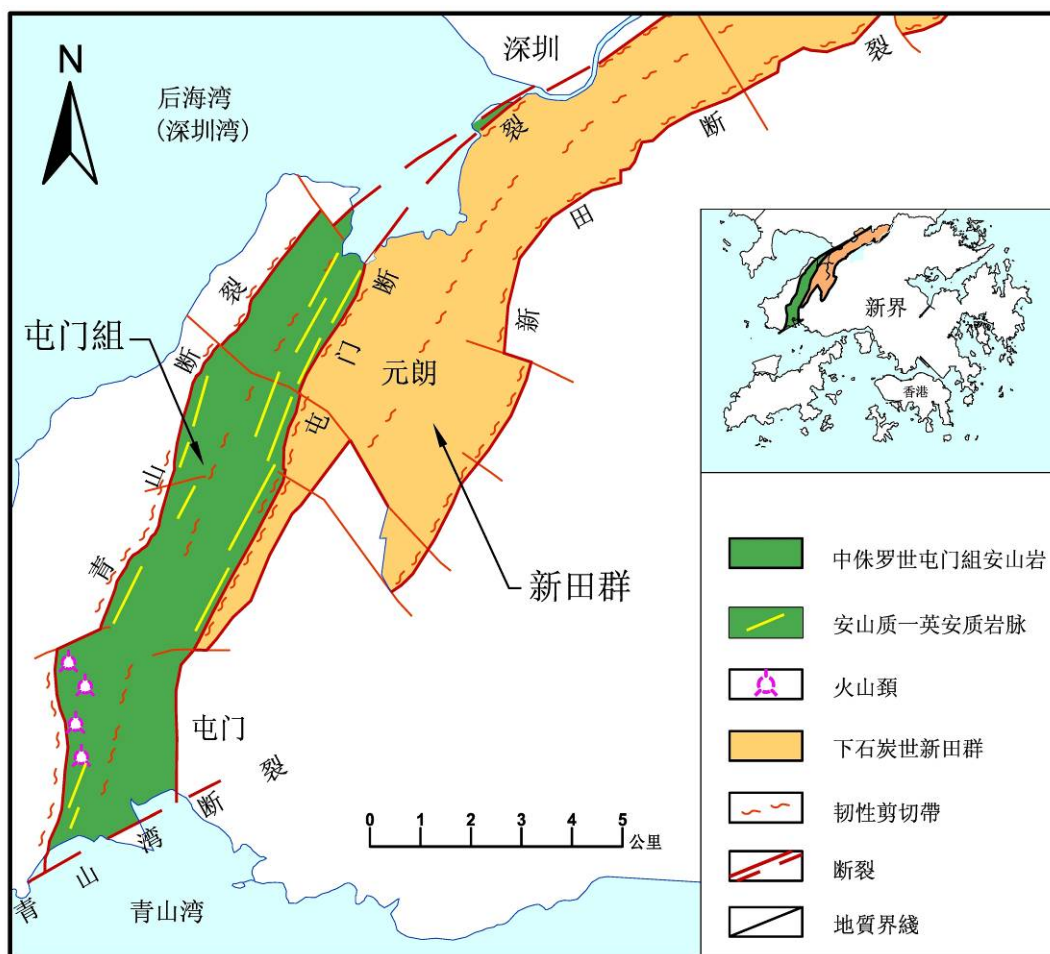 N
深圳
后海湾
(深圳湾)
新田断裂
屯门断裂
青山断裂
屯门組
元朗
新田群
屯门
青山湾断裂
青山湾
0 1 2 3 4 5
公里
新界
香港
中侏罗世屯门組安山岩
安山质一英安质岩脉
火山頚
下石炭世新田群
韧性剪切帶
断裂
地質界綫